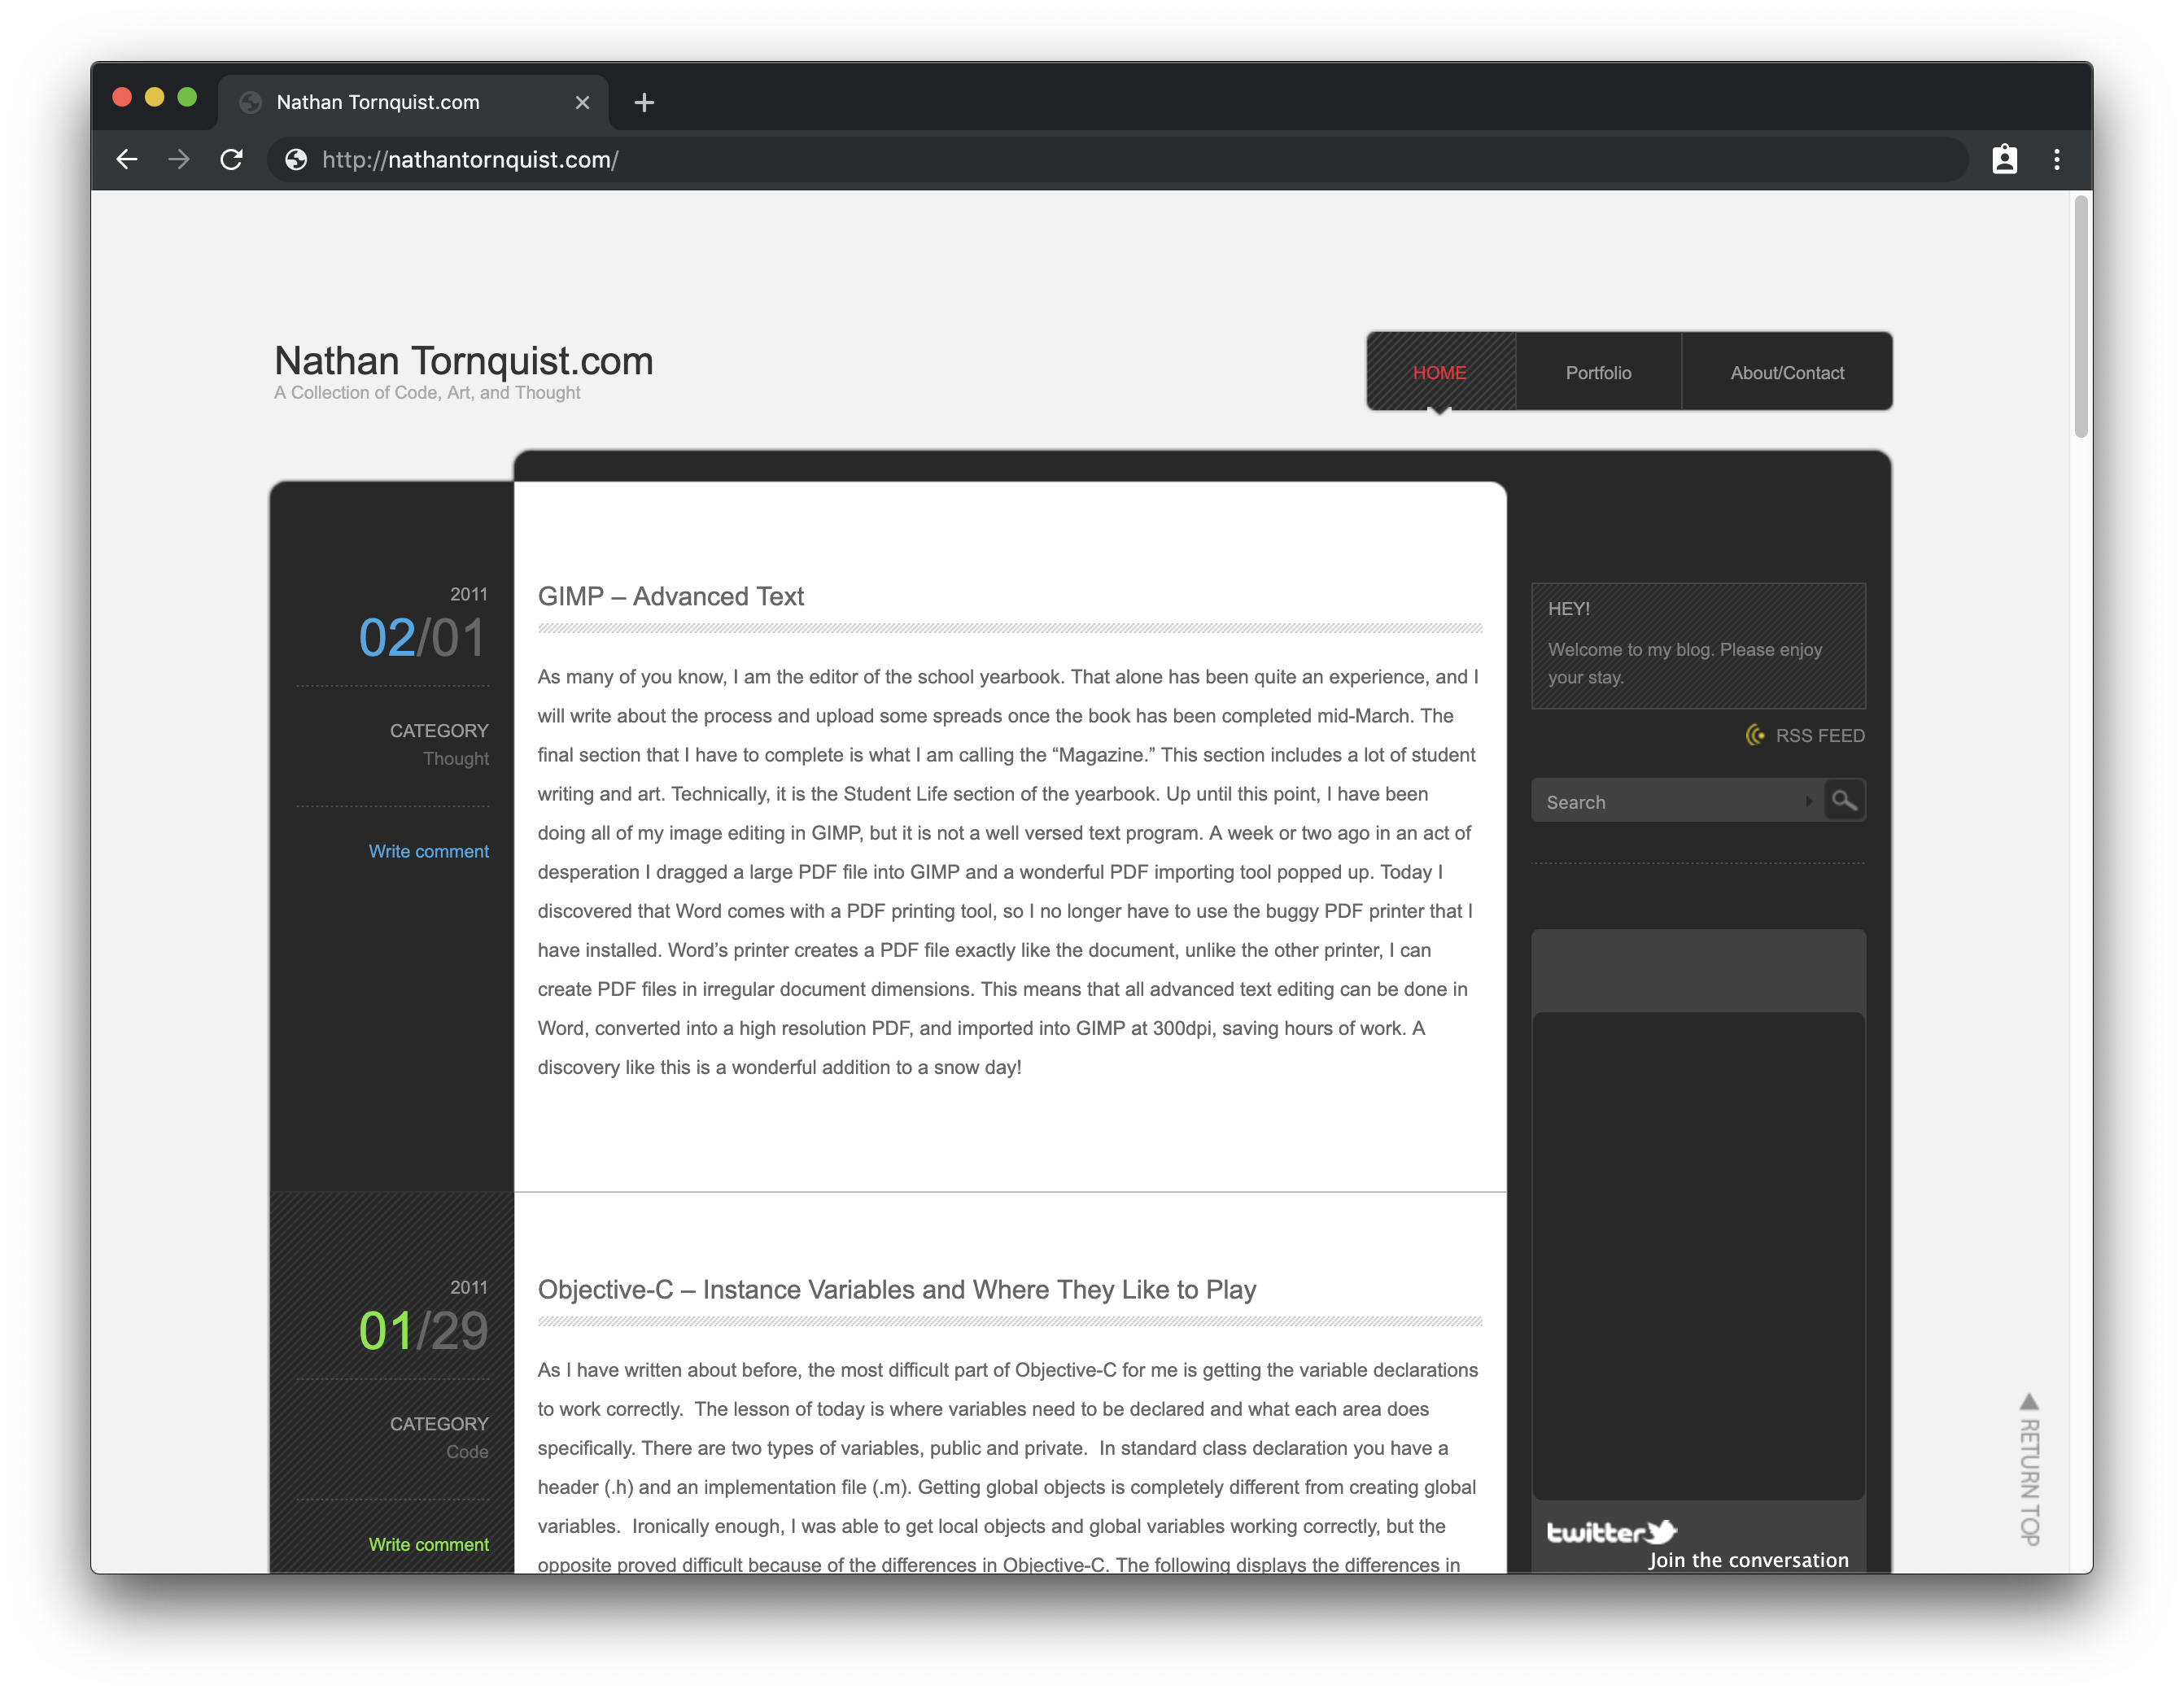 Nathan Tornquist.com
http://nathantornquist.com/
Nathan Tornquist.com
A Collection of Code, Art, and Thought
HOME
Portfolio
About/Contact
2011
02/01
CATEGORY
Thought
Write comment
GIMP – Advanced Text
As many of you know, I am the editor of the school yearbook. That alone has been quite an experience, and I
will write about the process and upload some spreads once the book has been completed mid-March. The
final section that I have to complete is what I am calling the “Magazine.” This section includes a lot of student
writing and art. Technically, it is the Student Life section of the yearbook. Up until this point, I have been
doing all of my image editing in GIMP, but it is not a well versed text program. A week or two ago in an act of
desperation I dragged a large PDF file into GIMP and a wonderful PDF importing tool popped up. Today I
discovered that Word comes with a PDF printing tool, so I no longer have to use the buggy PDF printer that I
have installed. Word’s printer creates a PDF file exactly like the document, unlike the other printer, I can
create PDF files in irregular document dimensions. This means that all advanced text editing can be done in
Word, converted into a high resolution PDF, and imported into GIMP at 300dpi, saving hours of work. A
discovery like this is a wonderful addition to a snow day!
HEY!
Welcome to my blog. Please enjoy
your stay.
RSS FEED
Search
2011
01/29
CATEGORY
Code
Write comment
Objective-C – Instance Variables and Where They Like to Play
As I have written about before, the most difficult part of Objective-C for me is getting the variable declarations
to work correctly.  The lesson of today is where variables need to be declared and what each area does
specifically. There are two types of variables, public and private.  In standard class declaration you have a
header (.h) and an implementation file (.m). Getting global objects is completely different from creating global
variables.  Ironically enough, I was able to get local objects and global variables working correctly, but the
opposite proved difficult because of the differences in Objective-C. The following displays the differences in
twitter
Join the conversation
RETURN TOP